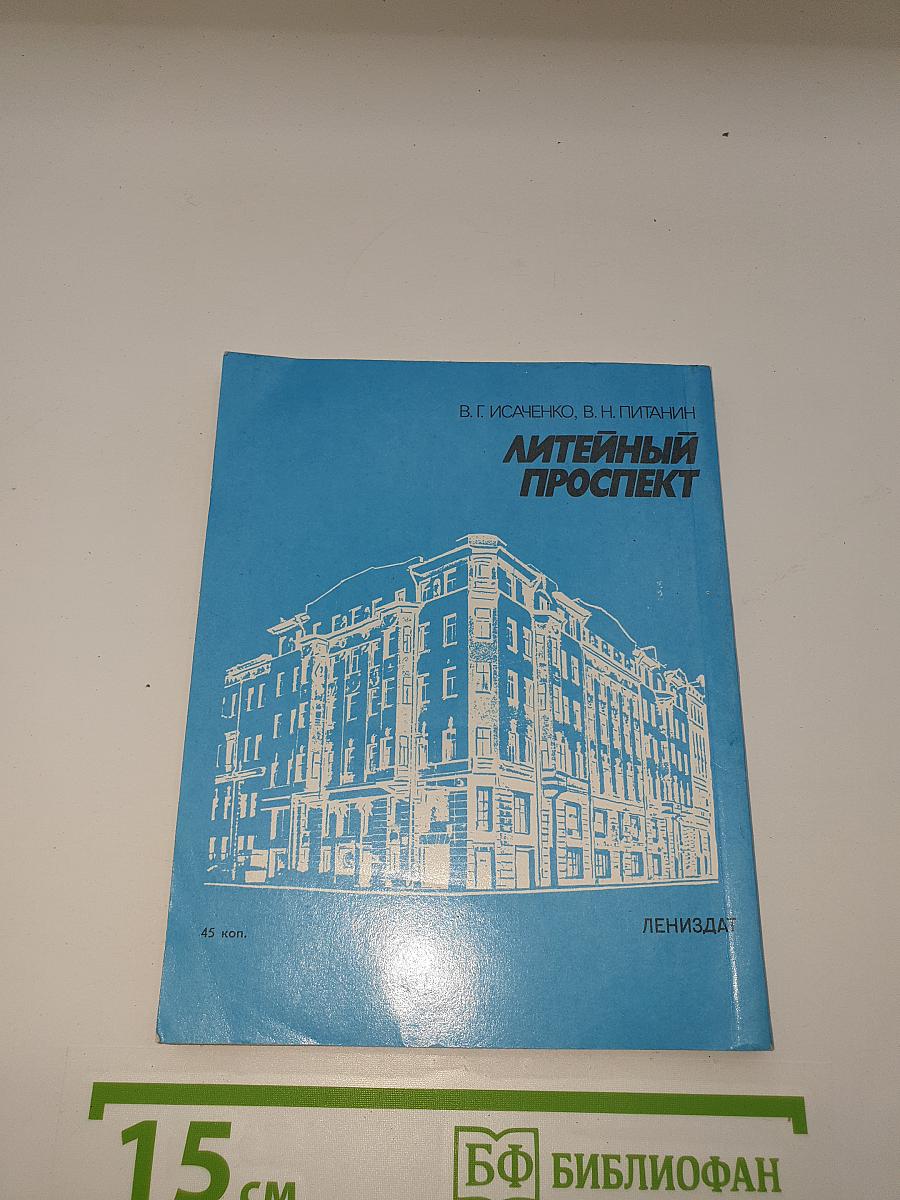 В. Г. ИСАЧЕНКО, В. Н. ПИТАНИН
ЛИТЕЙНЫЙ
ПРОСПЕКТ
45 коп.
ЛЕНИЗДАТ
15 см
БФ БИБЛИОФАН